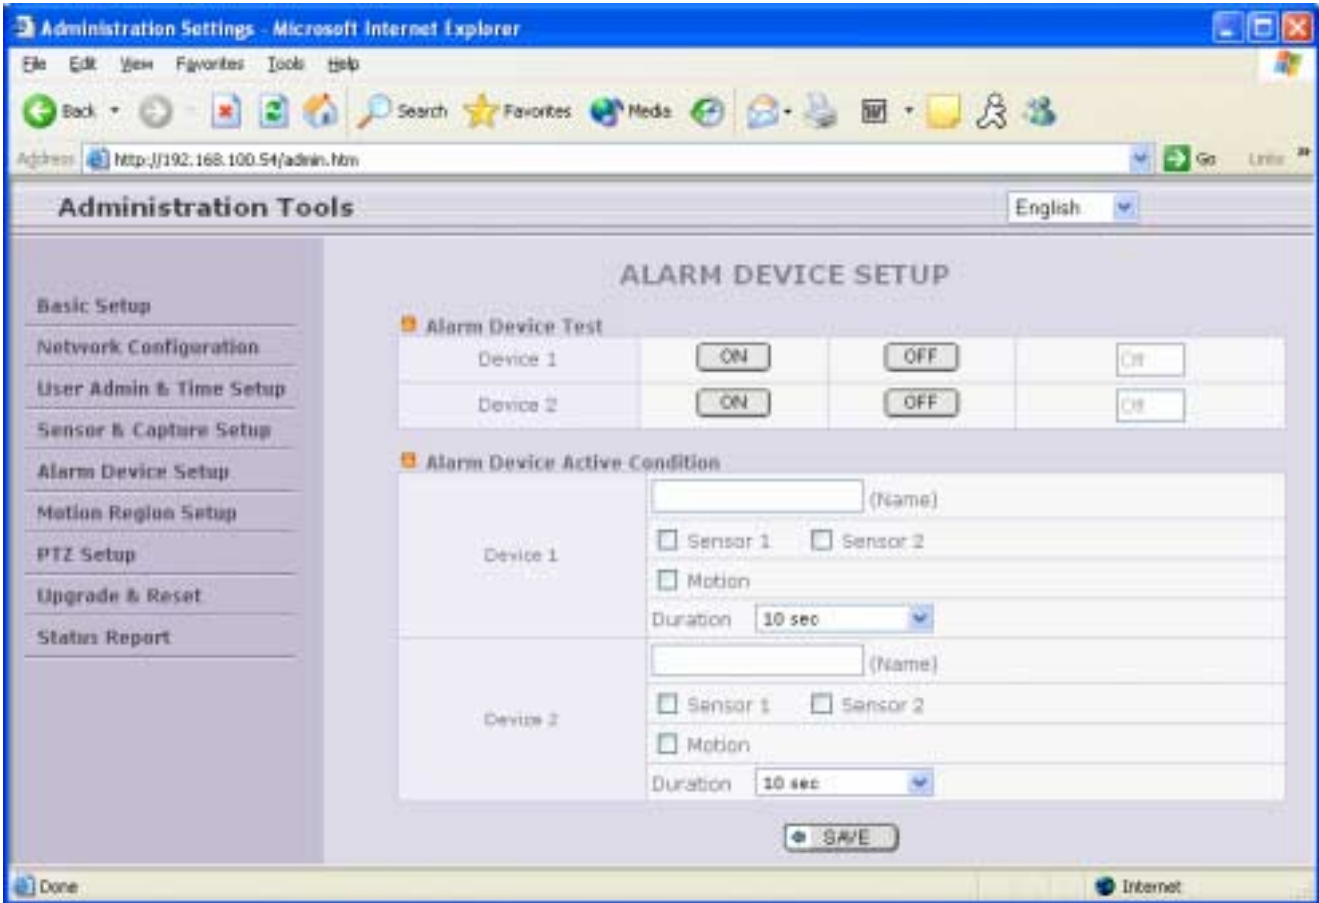 Administration Settings - Microsoft Internet Explorer
File Edit View Favorites Tools Help
Back Search Favorites Media
Address http://192.168.100.54/admin.htm Go Links
Administration Tools English
ALARM DEVICE SETUP
Basic Setup
Network Configuration
User Admin & Time Setup
Sensor & Capture Setup
Alarm Device Setup
Motion Region Setup
PTZ Setup
Upgrade & Reset
Status Report
Alarm Device Test
Device 1 ON OFF Off
Device 2 ON OFF Off
Alarm Device Active Condition
Device 1
(Name)
Sensor 1 Sensor 2
Motion
Duration 10 sec
Device 2
(Name)
Sensor 1 Sensor 2
Motion
Duration 10 sec
SAVE
Done Internet